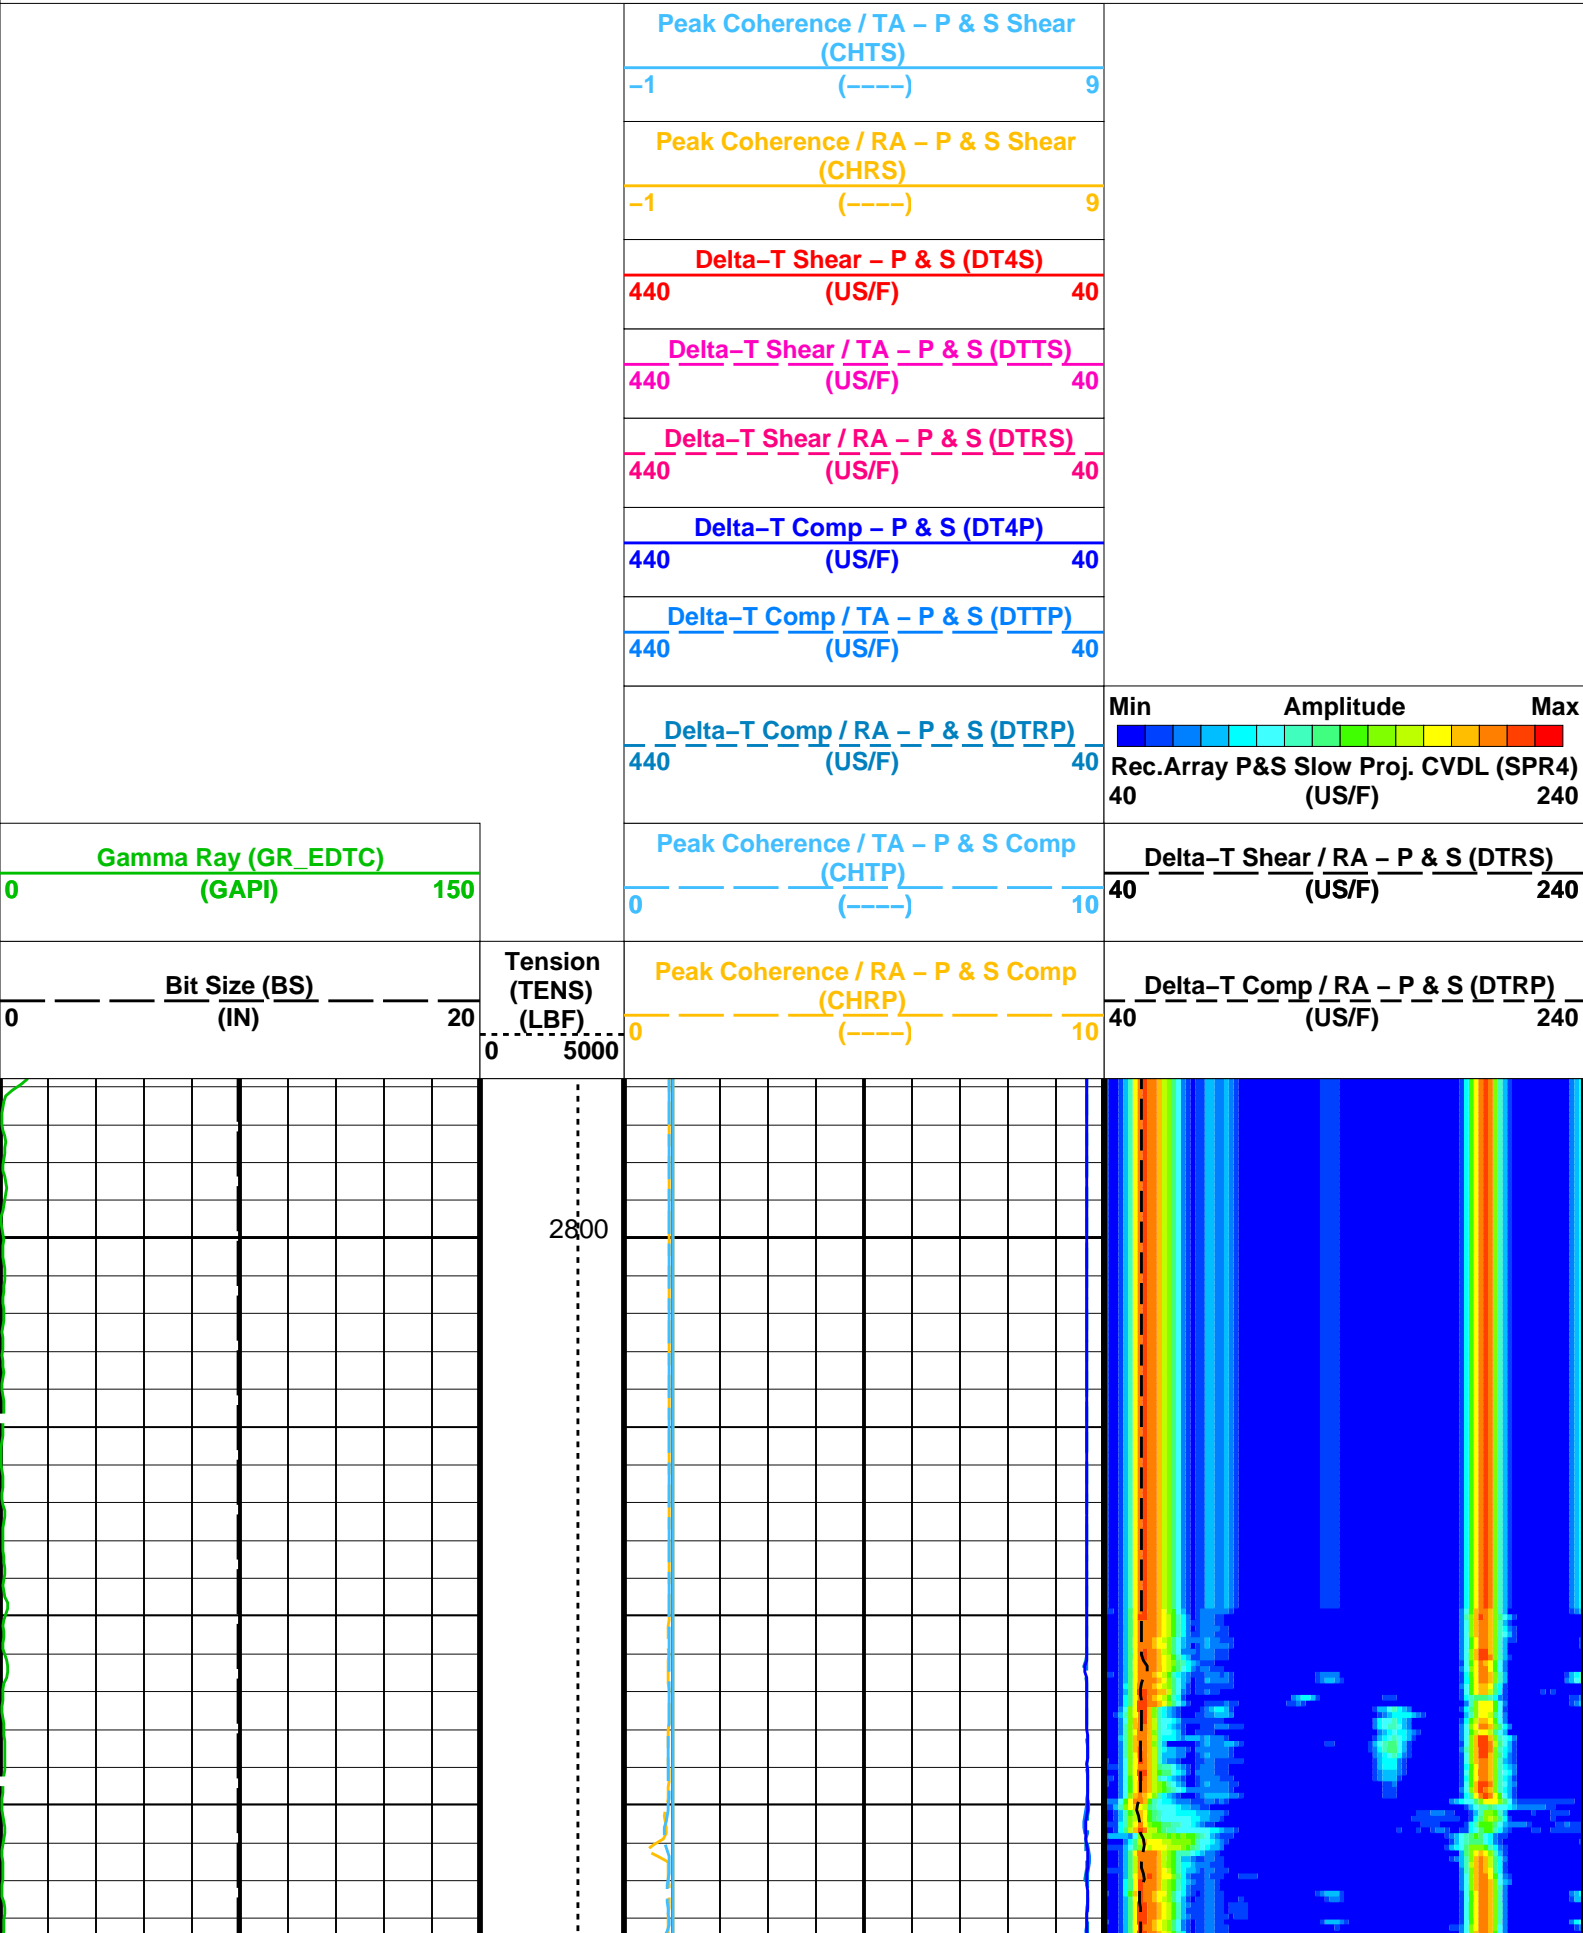 Peak Coherence / TA – P & S Shear
(CHTS)
–1 (––––) 9
Peak Coherence / RA – P & S Shear
(CHRS)
–1 (––––) 9
Delta–T Shear – P & S (DT4S)
440 (US/F) 40
Delta–T Shear / TA – P & S (DTTS)
440 (US/F) 40
Delta–T Shear / RA – P & S (DTRS)
440 (US/F) 40
Delta–T Comp – P & S (DT4P)
440 (US/F) 40
Delta–T Comp / TA – P & S (DTTP)
440 (US/F) 40
Delta–T Comp / RA – P & S (DTRP)
440 (US/F) 40
Min Amplitude Max
Rec.Array P&S Slow Proj. CVDL (SPR4)
40 (US/F) 240
Gamma Ray (GR_EDTC)
0 (GAPI) 150
Peak Coherence / TA – P & S Comp
(CHTP)
0 (––––) 10
Delta–T Shear / RA – P & S (DTRS)
40 (US/F) 240
Bit Size (BS)
0 (IN) 20
Tension
(TENS)
(LBF)
0 5000
Peak Coherence / RA – P & S Comp
(CHRP)
0 (––––) 10
Delta–T Comp / RA – P & S (DTRP)
40 (US/F) 240
2800